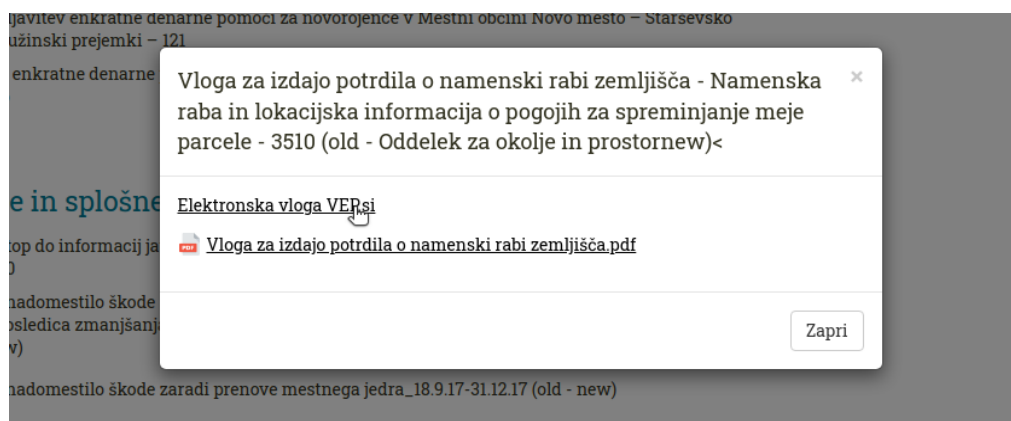 javitev enkratne denarne pomoči za novorojence v Mestni občini Novo mesto – Starševsko
užinski prejemki – 121
enkratne denarne
Vloga za izdajo potrdila o namenski rabi zemljišča - Namenska ×
raba in lokacijska informacija o pogojih za spreminjanje meje
parcele - 3510 (old - Oddelek za okolje in prostornew)<
e in splošne
Elektronska vloga VERsi
top do informacij ja
PDF Vloga za izdajo potrdila o namenski rabi zemljišča.pdf
0
nadomestilo škode
osledica zmanjšanj
w)
Zapri
nadomestilo škode zaradi prenove mestnega jedra_18.9.17-31.12.17 (old - new)